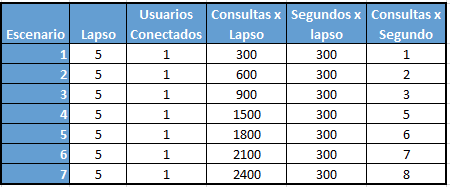 Escenario Lapso Usuarios Conectados Consultas x Lapso Segundos x lapso Consultas x Segundo
1 5 1 300 300 1
2 5 1 600 300 2
3 5 1 900 300 3
4 5 1 1500 300 5
5 5 1 1800 300 6
6 5 1 2100 300 7
7 5 1 2400 300 8